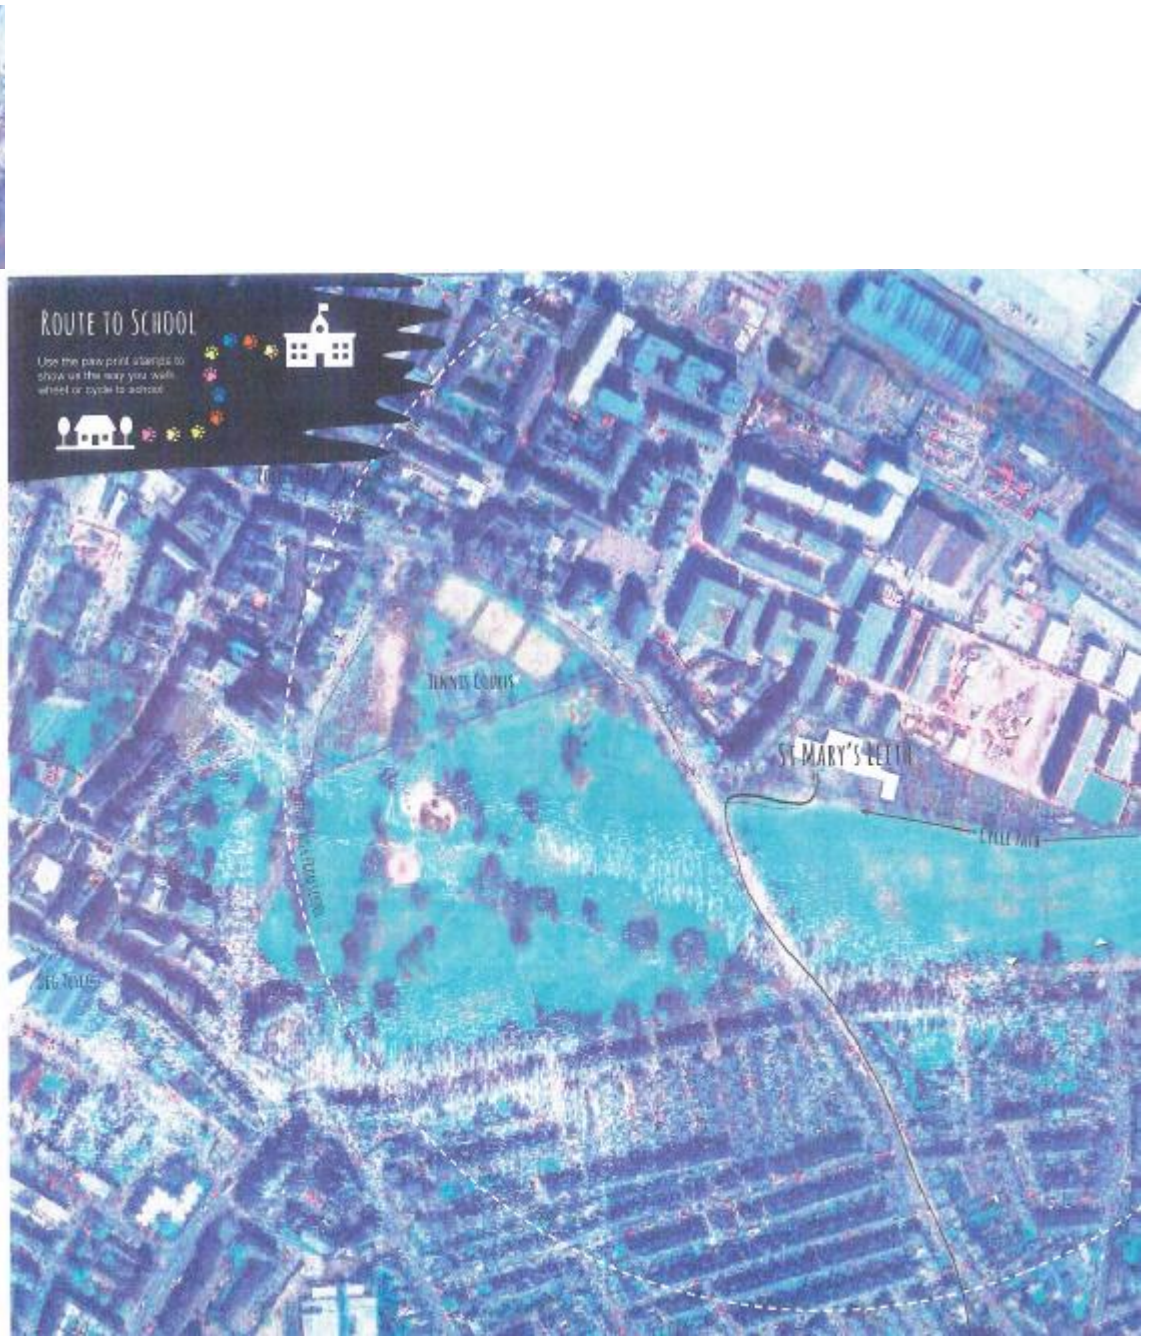 ROUTE TO SCHOOL
Use the paw print stamps to
show us the way you walk
wheel or cycle to school
TENNIS COURTS
ST MARY'S LEITH
CYCLE PATH